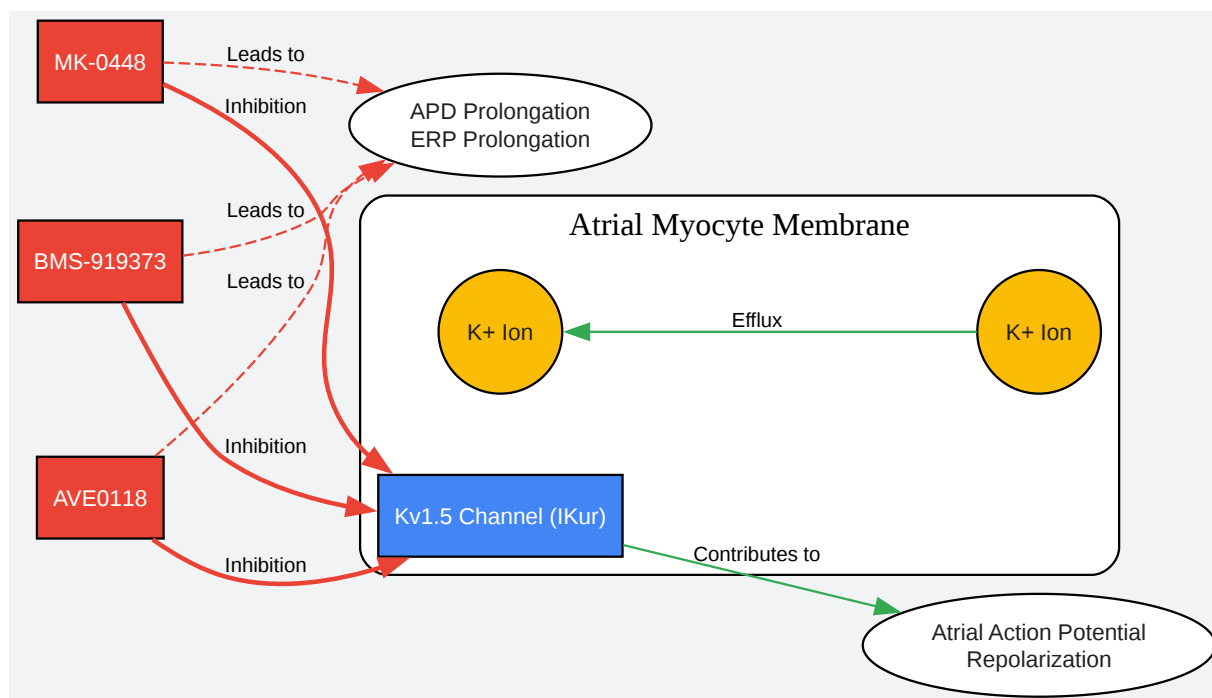 MK-0448
Leads to
Inhibition
APD Prolongation
ERP Prolongation
Leads to
Atrial Myocyte Membrane
BMS-919373
Leads to
K+ Ion
Efflux
K+ Ion
Inhibition
AVE0118
Kv1.5 Channel (IKur)
Inhibition
Contributes to
Atrial Action Potential
Repolarization